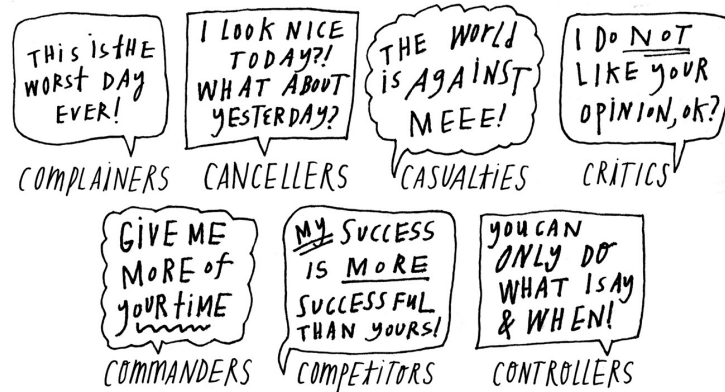 THIS IS THE
WORST DAY
EVER!
COMPLAINERS
I LOOK NICE
TODAY?!
WHAT ABOUT
YESTERDAY?
CANCELLERS
THE WORLD
IS AGAINST
MEEE!
CASUALTIES
I DO NOT
LIKE YOUR
OPINION, OK?
CRITICS
GIVE ME
MORE OF
YOUR TIME
COMMANDERS
MY SUCCESS
IS MORE
SUCCESSFUL
THAN YOURS!
COMPETITORS
YOU CAN
ONLY DO
WHAT I SAY
& WHEN!
CONTROLLERS